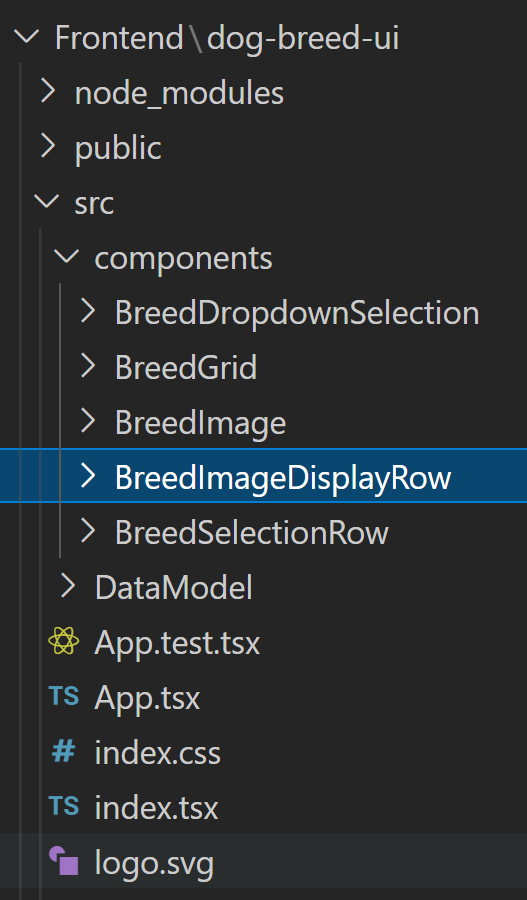 Frontend\dog-breed-ui
node_modules
public
src
components
BreedDropdownSelection
BreedGrid
BreedImage
BreedImageDisplayRow
BreedSelectionRow
DataModel
App.test.tsx
TS App.tsx
# index.css
TS index.tsx
logo.svg